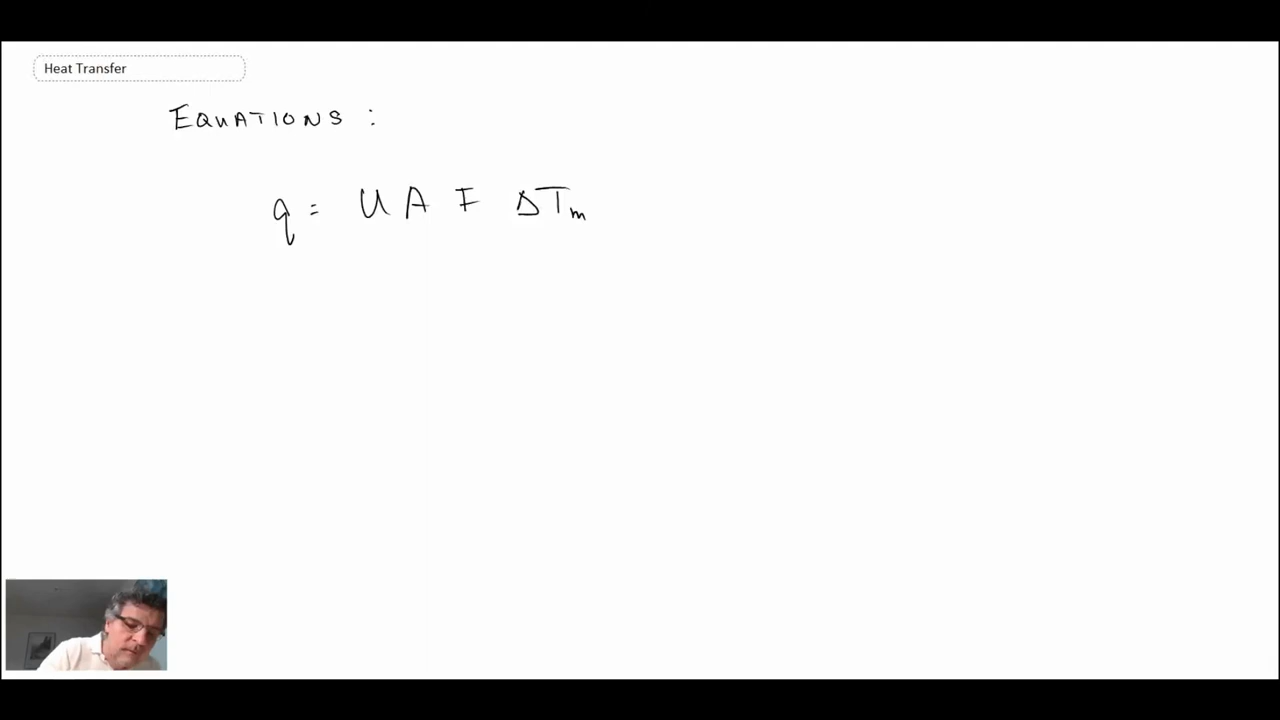 Heat Transfer
EQUATIONS :
q = U A F ΔTm